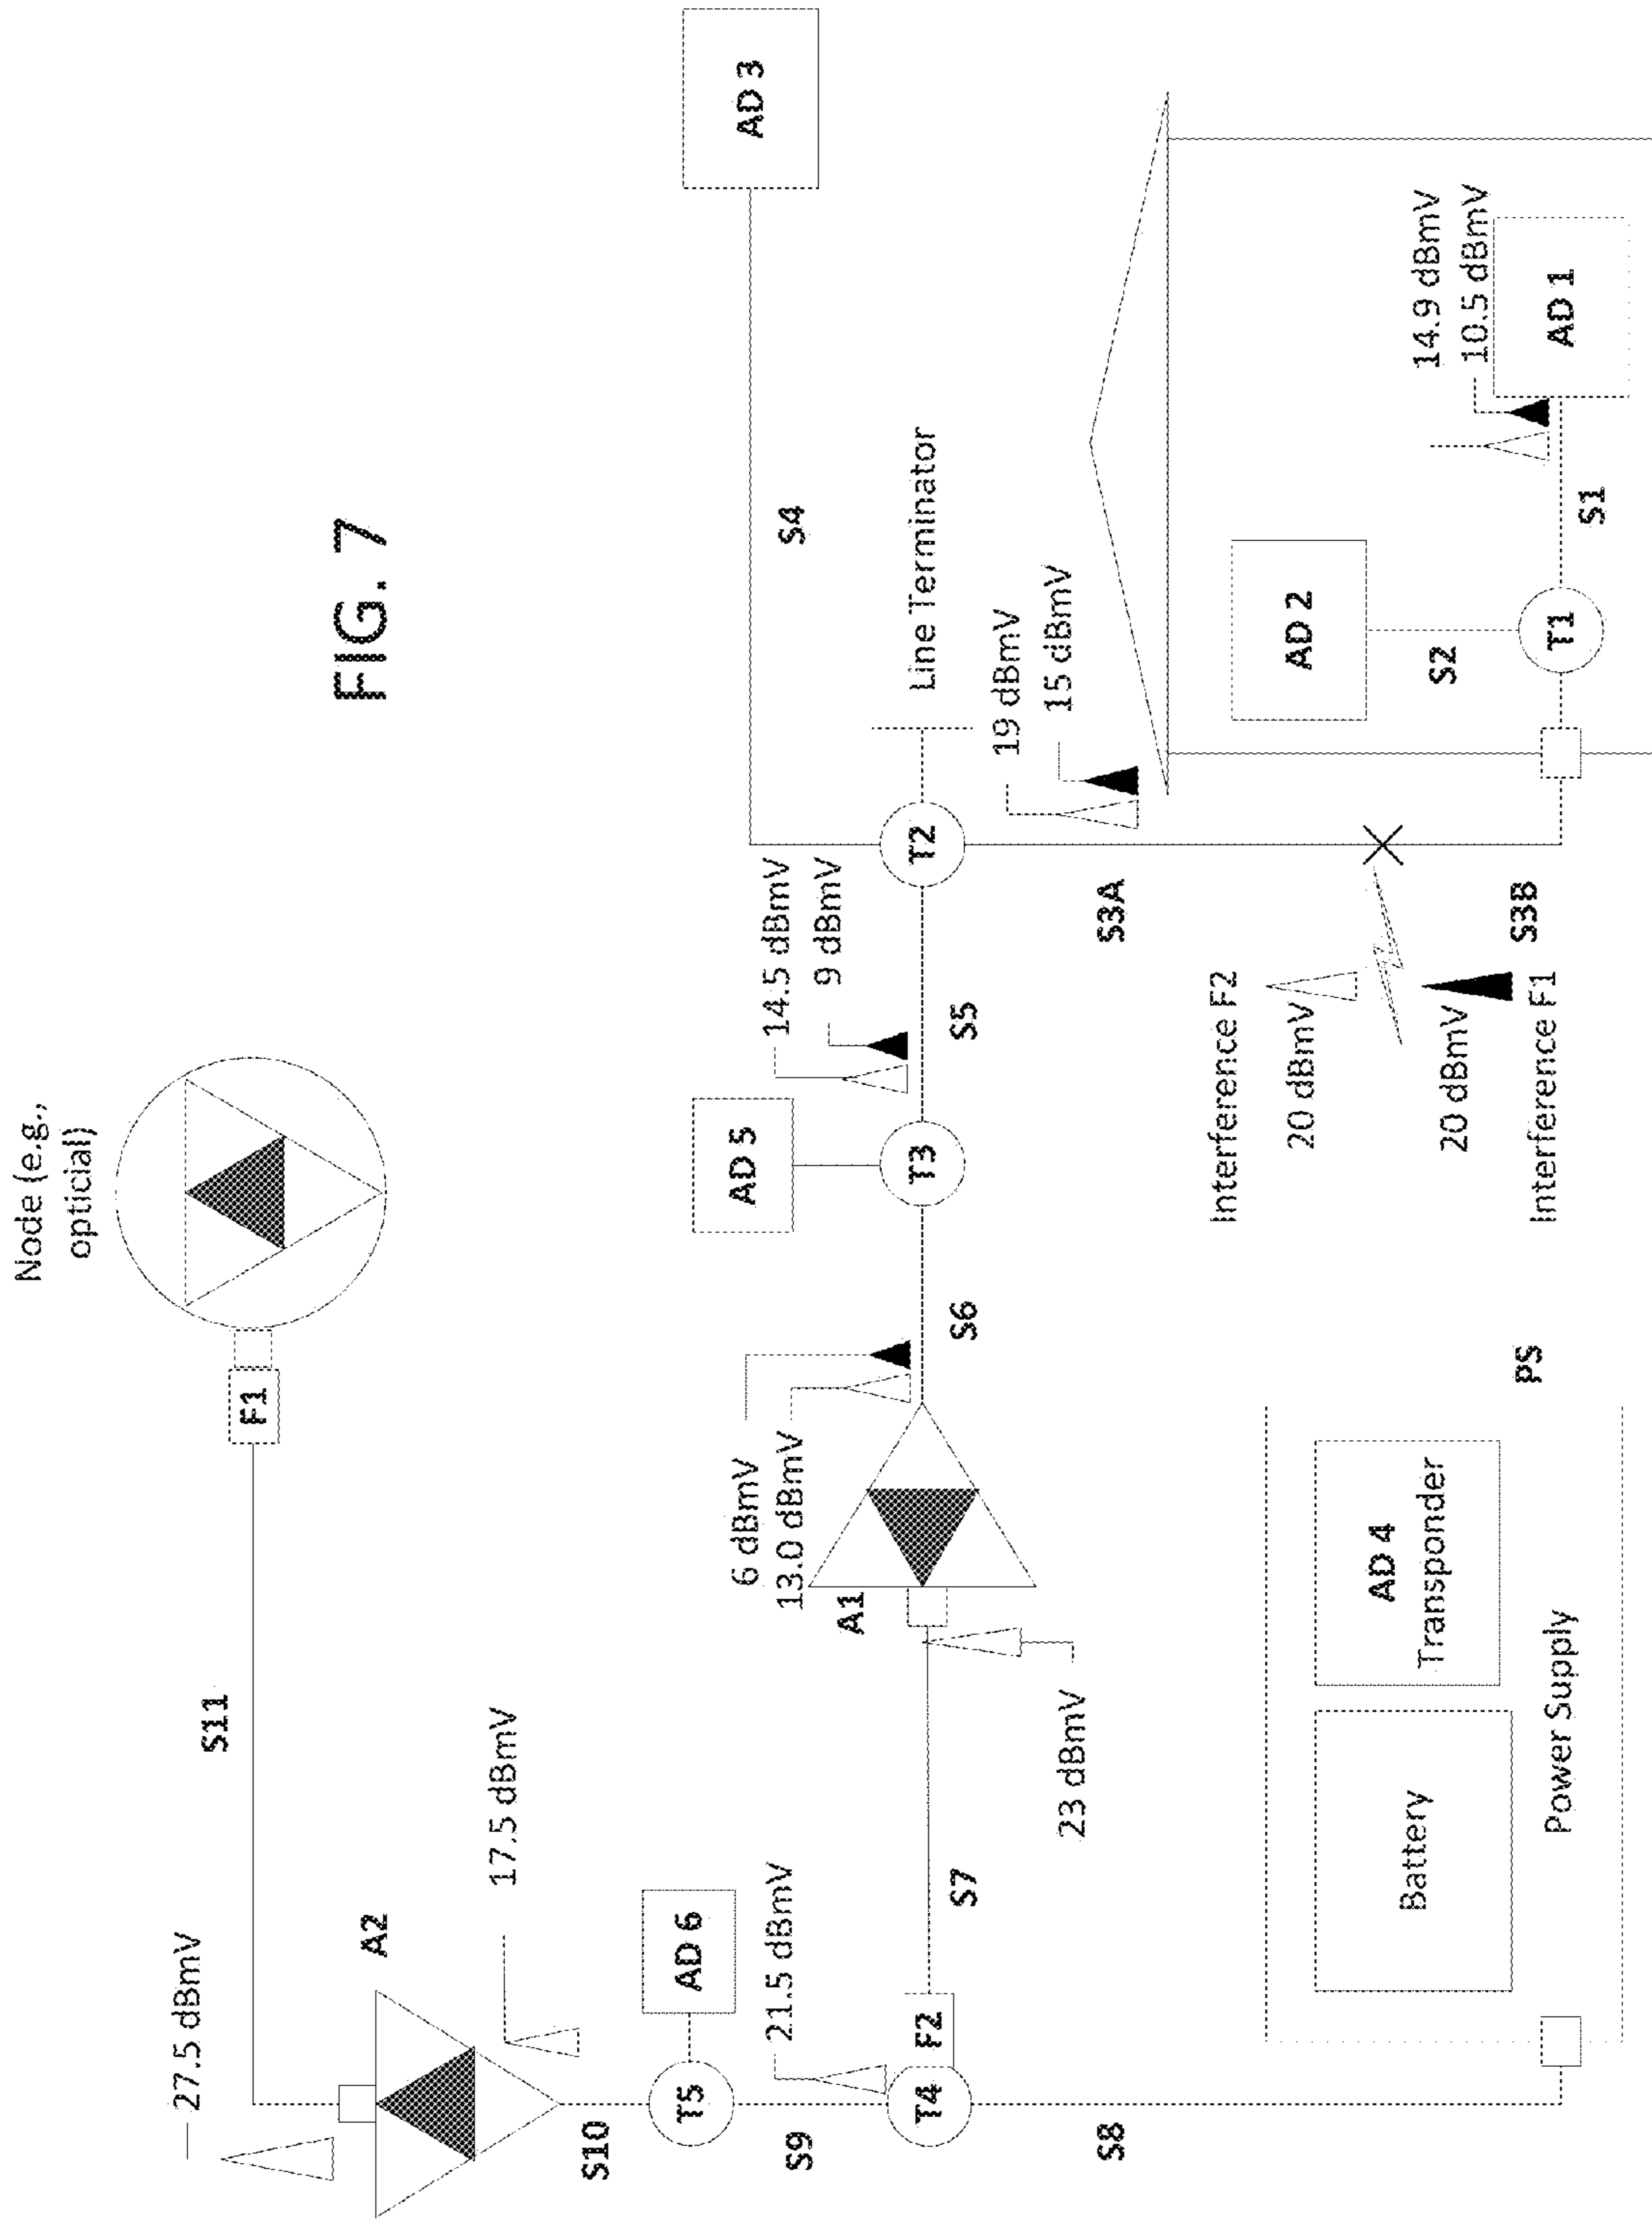 Node (e.g.,
opticial)
27.5 dBmV
S11
F1
FIG. 7
A2
17.5 dBmV
S10
T5
AD 6
21.5 dBmV
S9
T4
F2
S7
S8
23 dBmV
A1
6 dBmV
13.0 dBmV
S6
AD 5
T3
14.5 dBmV
9 dBmV
S5
T2
Line Terminator
S4
AD 3
19 dBmV
15 dBmV
S3A
Interference F2
20 dBmV
20 dBmV
Interference F1
S3B
AD 2
S2
T1
S1
14.9 dBmV
10.5 dBmV
AD 1
PS
Battery
AD 4
Transponder
Power Supply